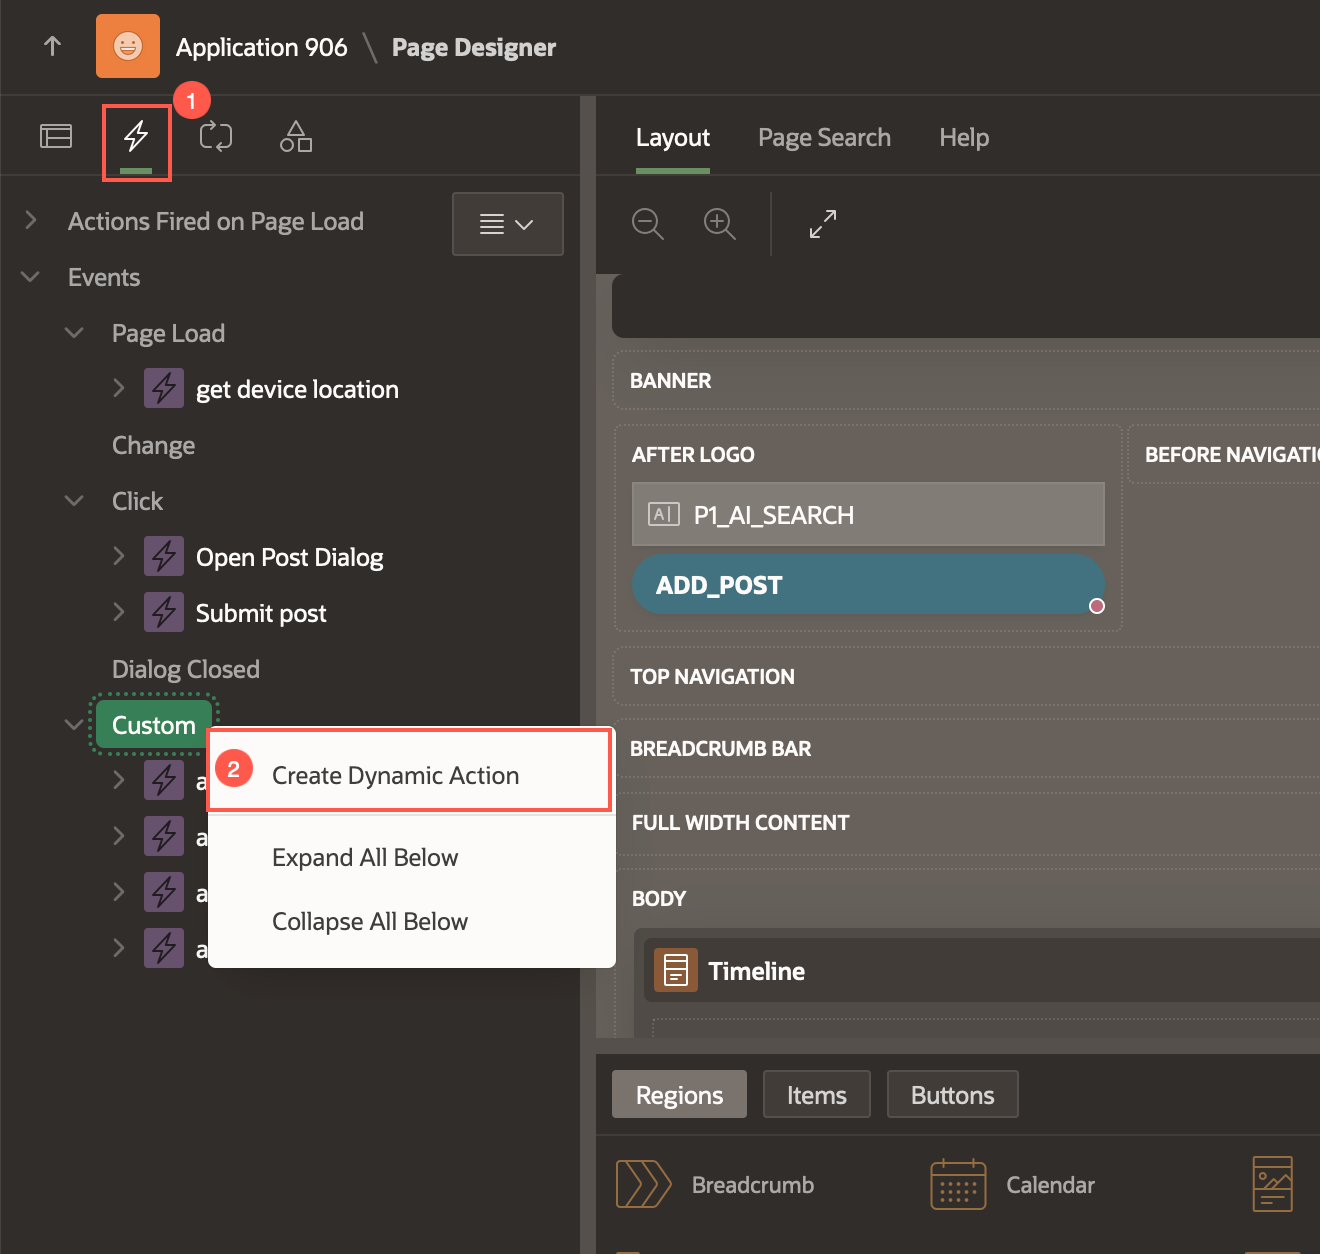 Application 906 \ Page Designer
1
Layout Page Search Help
Actions Fired on Page Load
Events
Page Load
get device location
Change
Click
Open Post Dialog
Submit post
Dialog Closed
Custom
2 Create Dynamic Action
a
Expand All Below
a
a
Collapse All Below
a
BANNER
AFTER LOGO
BEFORE NAVIGATI
AI P1_AI_SEARCH
ADD_POST
TOP NAVIGATION
BREADCRUMB BAR
FULL WIDTH CONTENT
BODY
Timeline
Regions Items Buttons
Breadcrumb Calendar